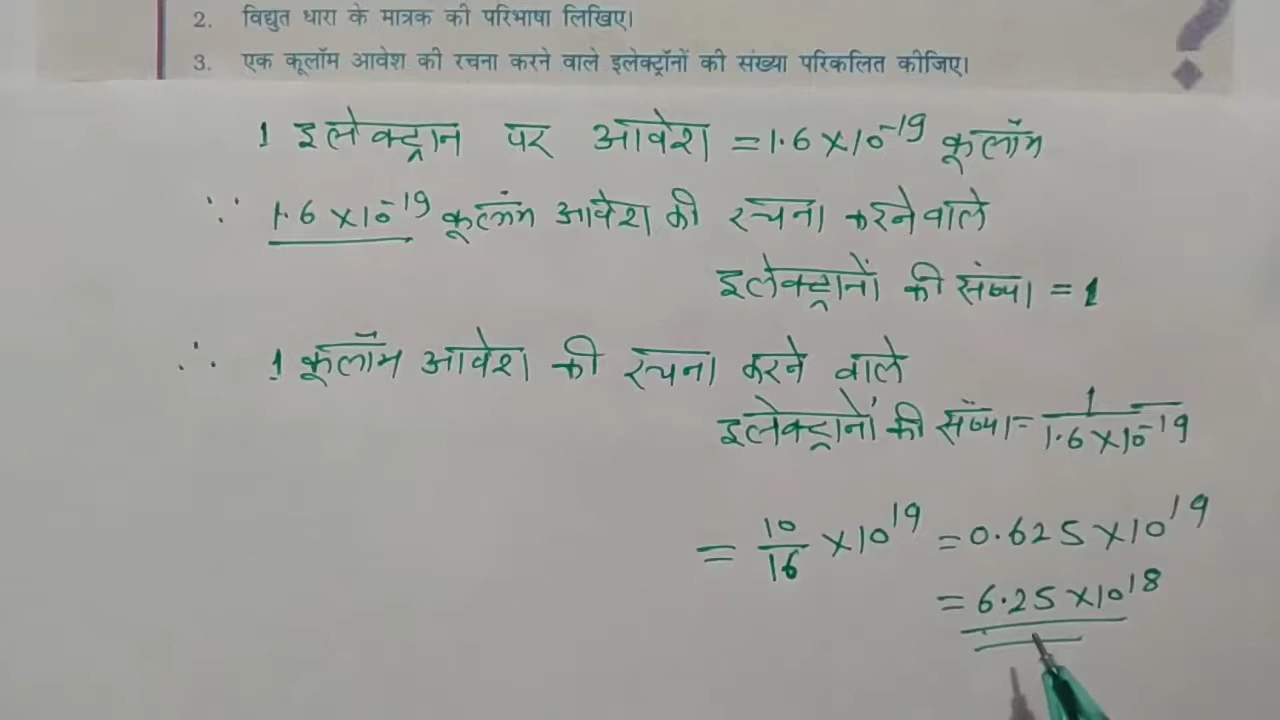 2. विद्युत धारा के मात्रक की परिभाषा लिखिए।
3. एक कूलॉम आवेश की रचना करने वाले इलेक्ट्रॉनों की संख्या परिकलित कीजिए।
?
1 इलेक्ट्रान पर आवेश = 1.6 × 10⁻¹⁹ कूलॉम
∵ 1.6 × 10⁻¹⁹ कूलॉम आवेश की रचना करने वाले
इलेक्ट्रानों की संख्या = 1
∴ 1 कूलॉम आवेश की रचना करने वाले
इलेक्ट्रानों की संख्या = 1/(1.6 × 10⁻¹⁹)
= 10/16 × 10¹⁹ = 0.625 × 10¹⁹
= 6.25 × 10¹⁸